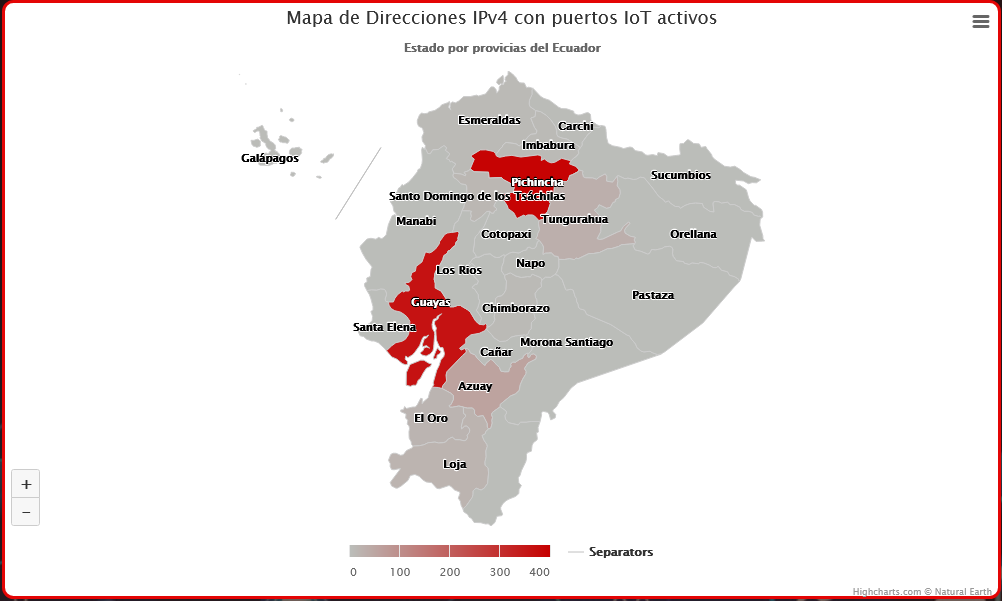 Mapa de Direcciones IPv4 con puertos IoT activos
Estado por provicias del Ecuador
Esmeraldas
Carchi
Imbabura
Galápagos
Pichincha
Sucumbios
Santo Domingo de los Tsáchilas
Manabi
Tungurahua
Cotopaxi
Orellana
Napo
Los Rios
Pastaza
Guayas
Chimborazo
Santa Elena
Morona Santiago
Cañar
Azuay
El Oro
Loja
+
−
Separators
0 100 200 300 400
Highcharts.com © Natural Earth